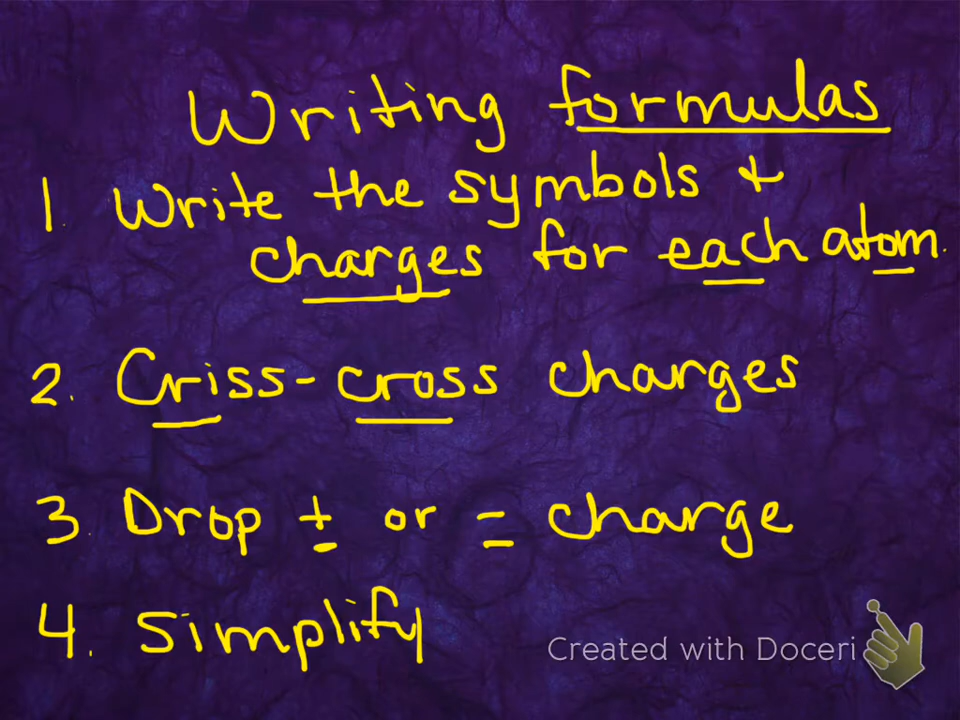 Writing formulas
1. Write the symbols +
charges for each atom.
2. Criss-cross charges
3. Drop + or - charge
4. Simplify
Created with Doceri